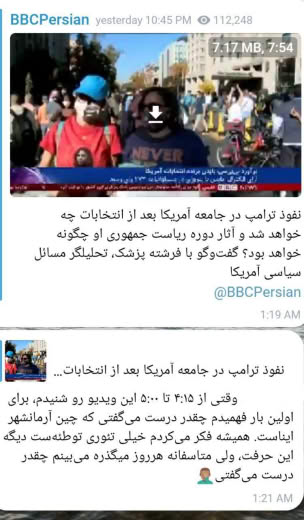 BBCPersian yesterday 10:45 PM 112,248
7.17 MB, 7:54
NEVER
BBC
نفوذ ترامپ در جامعه آمریکا بعد از انتخابات چه
خواهد شد و آثار دوره ریاست جمهوری او چگونه
خواهد بود؟ گفت‌وگو با فرشته پزشک، تحلیلگر مسائل
سیاسی آمریکا
@BBCPersian
1:19 AM
نفوذ ترامپ در جامعه آمریکا بعد از انتخابات...
وقتی از ۴:۱۵ تا ۵:۰۰ این ویدیو رو شنیدم، برای
اولین بار فهمیدم چقدر درست می‌گفتی که چین آرمانشهر
ایناست. همیشه فکر می‌کردم خیلی تئوری توطئه‌ست دیگه
این حرفت، ولی متاسفانه هرروز میگذره می‌بینم چقدر
درست می‌گفتی🤦🏽‍♂️
1:21 AM